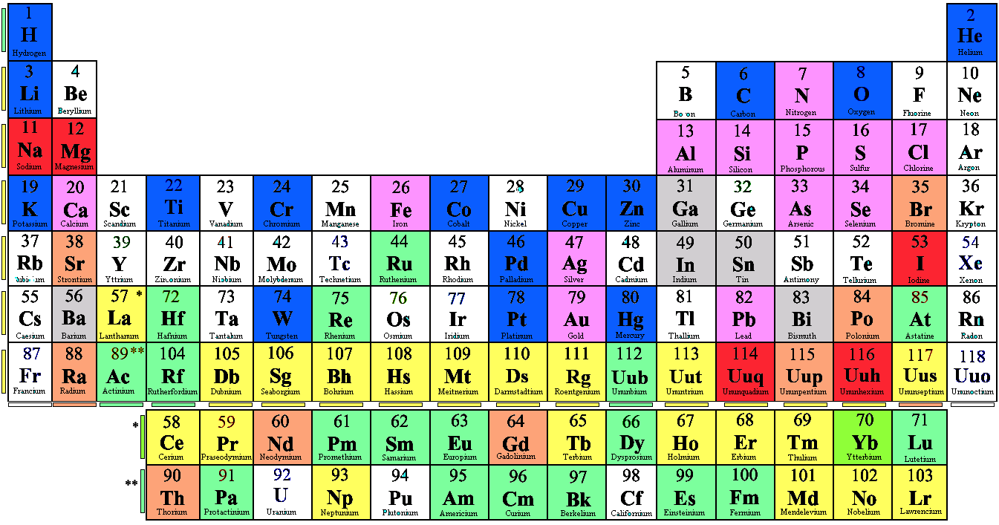 1 2
H He
Hydrogen Helium
3 4 5 6 7 8 9 10
Li Be B C N O F Ne
Lithium Beryllium Carbon Nitrogen Oxygen Fluorine Neon
11 12 13 14 15 16 17 18
Na Mg Al Si P S Cl Ar
Sodium Magnesium Aluminum Silicon Phosphorous Sulfur Chlorine Argon
19 20 21 22 23 24 25 26 27 28 29 30 31 32 33 34 35 36
K Ca Sc Ti V Cr Mn Fe Co Ni Cu Zn Ga Ge As Se Br Kr
Potassium Calcium Scandium Titanium Vanadium Chromium Manganese Iron Cobalt Nickel Copper Zinc Gallium Germanium Arsenic Selenium Bromine Krypton
37 38 39 40 41 42 43 44 45 46 47 48 49 50 51 52 53 54
Rb Sr Y Zr Nb Mo Tc Ru Rh Pd Ag Cd In Sn Sb Te I Xe
Strontium Yttrium Zirconium Niobium Molybdenum Technetium Ruthenium Rhodium Palladium Silver Cadmium Indium Tin Antimony Tellurium Iodine Xenon
55 56 57 * 72 73 74 75 76 77 78 79 80 81 82 83 84 85 86
Cs Ba La Hf Ta W Re Os Ir Pt Au Hg Tl Pb Bi Po At Rn
Caesium Barium Lanthanum Hafnium Tantalum Tungsten Rhenium Osmium Iridium Platinum Gold Mercury Thallium Lead Bismuth Polonium Astatine Radon
87 88 89** 104 105 106 107 108 109 110 111 112 113 114 115 116 117 118
Fr Ra Ac Rf Db Sg Bh Hs Mt Ds Rg Uub Uut Uuq Uup Uuh Uus Uuo
Francium Radium Actinium Rutherfordium Dubnium Seaborgium Bohrium Hassium Meitnerium Darmstadtium Roentgenium Ununbium Ununtrium Ununquadium Ununpentium Ununhexium Ununseptium Ununoctium
* 58 59 60 61 62 63 64 65 66 67 68 69 70 71
Ce Pr Nd Pm Sm Eu Gd Tb Dy Ho Er Tm Yb Lu
Cerium Praseodymium Neodymium Promethium Samarium Europium Gadolinium Terbium Dysprosium Holmium Erbium Thulium Ytterbium Lutetium
** 90 91 92 93 94 95 96 97 98 99 100 101 102 103
Th Pa U Np Pu Am Cm Bk Cf Es Fm Md No Lr
Thorium Protactinium Uranium Neptunium Plutonium Americium Curium Berkelium Californium Einsteinium Fermium Mendelevium Nobelium Lawrencium